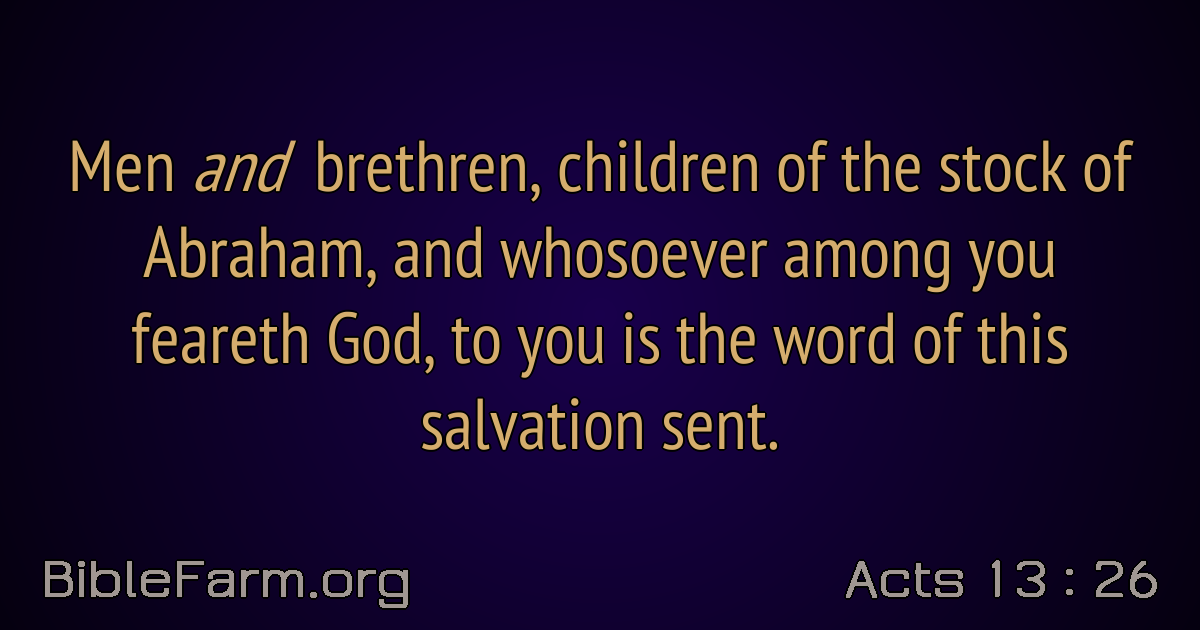 Men and brethren, children of the stock of
Abraham, and whosoever among you
feareth God, to you is the word of this
salvation sent.
BibleFarm.org
Acts 13 : 26